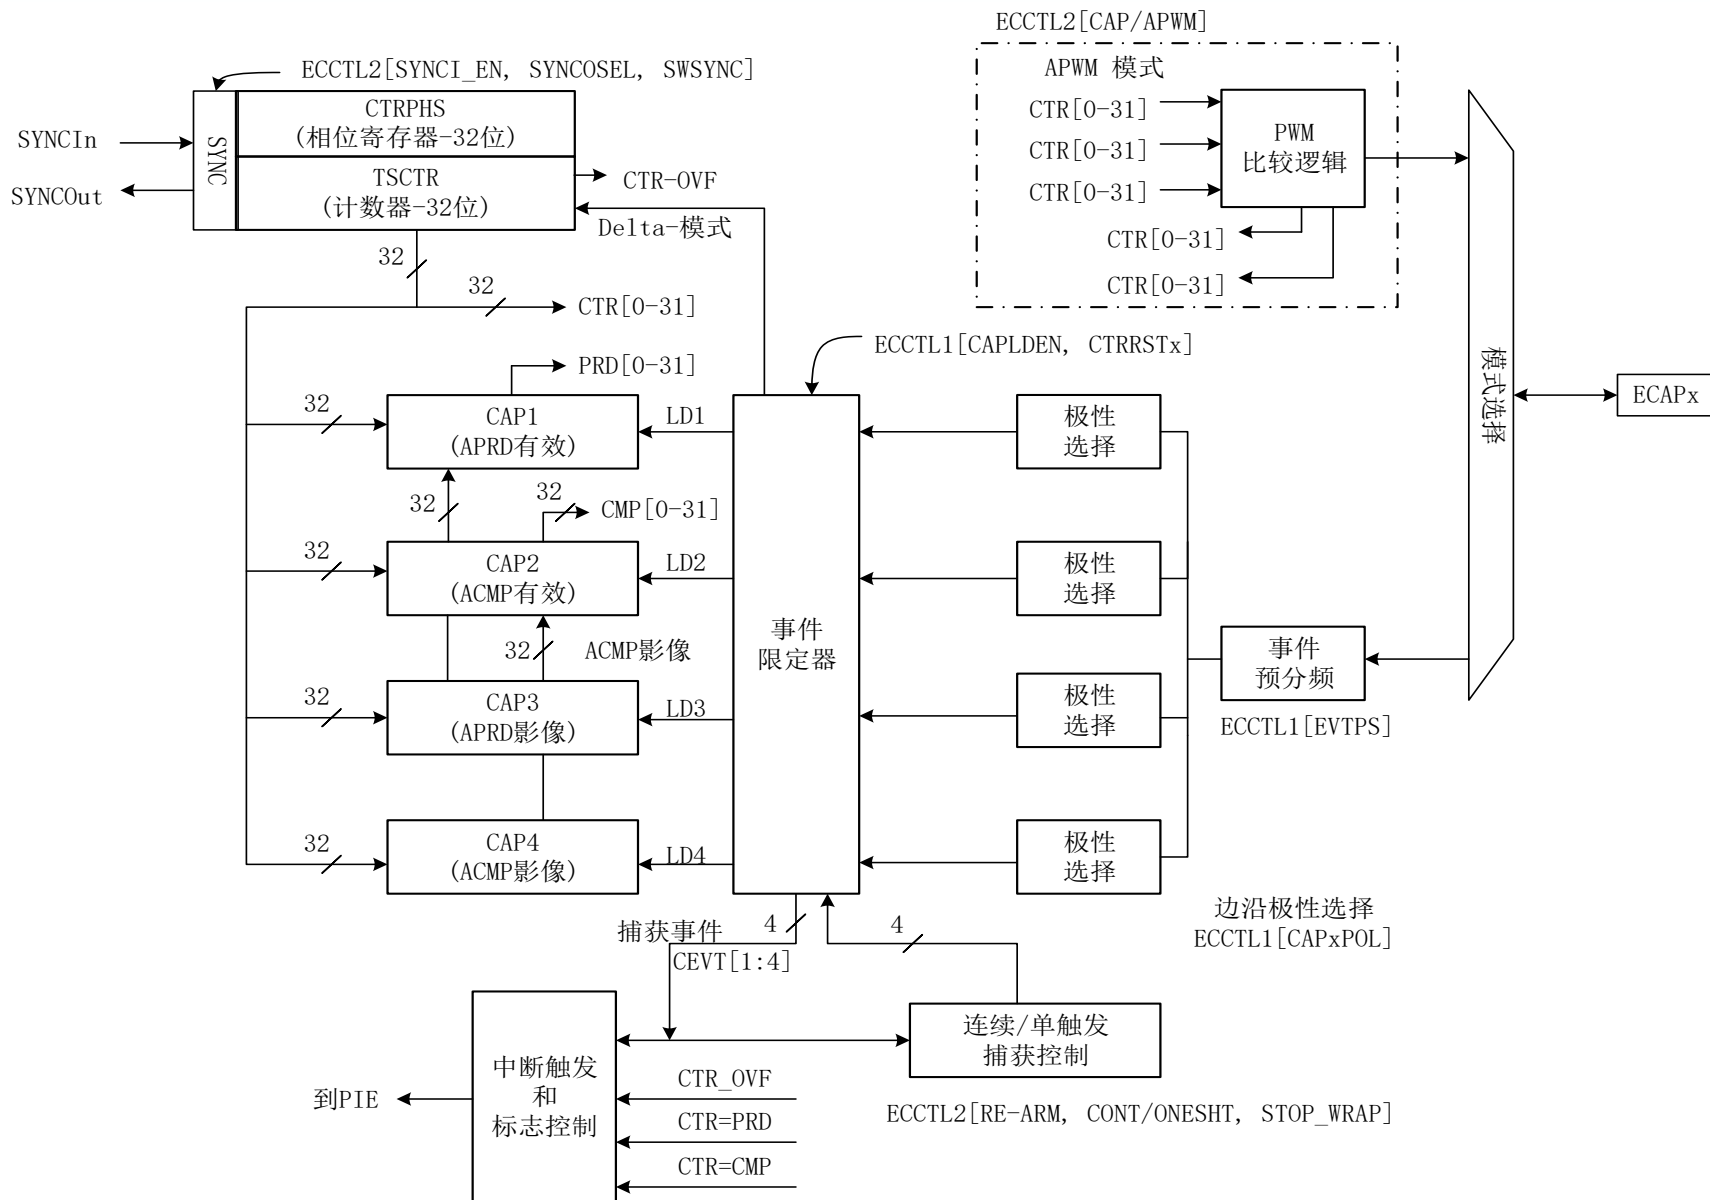 ECCTL2[CAP/APWM]
ECCTL2[SYNCI_EN, SYNCOSEL, SWSYNC]
APWM 模式
CTR[0-31]
CTR[0-31]
CTR[0-31]
PWM
比较逻辑
CTR[0-31]
CTR[0-31]
SYNCIn
SYNCOut
SYNC
CTRPHS
(相位寄存器-32位)
TSCTR
(计数器-32位)
CTR-OVF
Delta-模式
32
32
CTR[0-31]
ECCTL1[CAPLDEN, CTRRSTx]
PRD[0-31]
模式选择
ECAPx
32
CAP1
(APRD有效)
LD1
极性
选择
32
32
CMP[0-31]
32
CAP2
(ACMP有效)
LD2
极性
选择
事件
限定器
32
ACMP影像
事件
预分频
ECCTL1[EVTPS]
32
CAP3
(APRD影像)
LD3
极性
选择
32
CAP4
(ACMP影像)
LD4
极性
选择
边沿极性选择
ECCTL1[CAPxPOL]
捕获事件
CEVT[1:4]
4
4
连续/单触发
捕获控制
ECCTL2[RE-ARM, CONT/ONESHT, STOP_WRAP]
到PIE
中断触发
和
标志控制
CTR_OVF
CTR=PRD
CTR=CMP